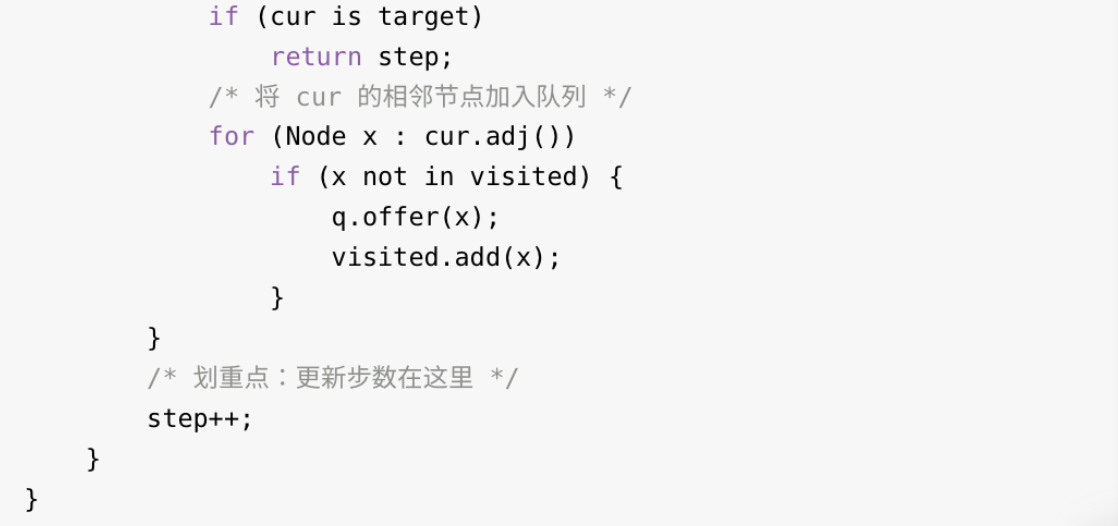 if (cur is target)
return step;
/* 将 cur 的相邻节点加入队列 */
for (Node x : cur.adj())
if (x not in visited) {
q.offer(x);
visited.add(x);
}
}
/* 划重点：更新步数在这里 */
step++;
}
}